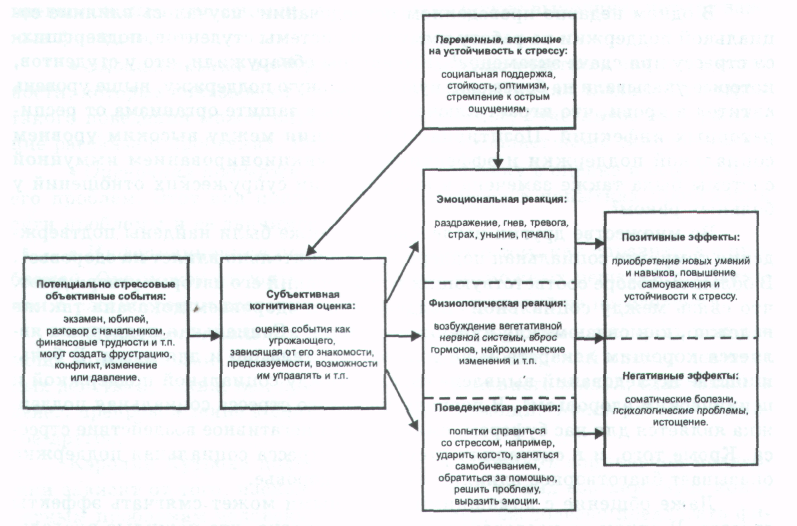 Переменные, влияющие
на устойчивость к стрессу:
социальная поддержка,
стойкость, оптимизм,
стремление к острым
ощущениям.
Эмоциональная реакция:
раздражение, гнев, тревога,
страх, уныние, печаль
Позитивные эффекты:
приобретение новых умений
и навыков, повышение
самоуважения и
устойчивости к стрессу.
Потенциально стрессовые
объективные события:
экзамен, юбилей,
разговор с начальником,
финансовые трудности и т.п.
могут создать фрустрацию,
конфликт, изменение
или давление.
Субъективная
когнитивная оценка:
оценка события как
угрожающего,
зависящая от его знакомости,
предсказуемости, возможности
им управлять и т.п.
Физиологическая реакция:
возбуждение вегетативной
нервной системы, вброс
гормонов, нейрохимические
изменения и т.п.
Негативные эффекты:
соматические болезни,
психологические проблемы,
истощение.
Поведенческая реакция:
попытки справиться
со стрессом, например,
ударить кого-то, заняться
самобичеванием,
обратиться за помощью,
решить проблему,
выразить эмоции.